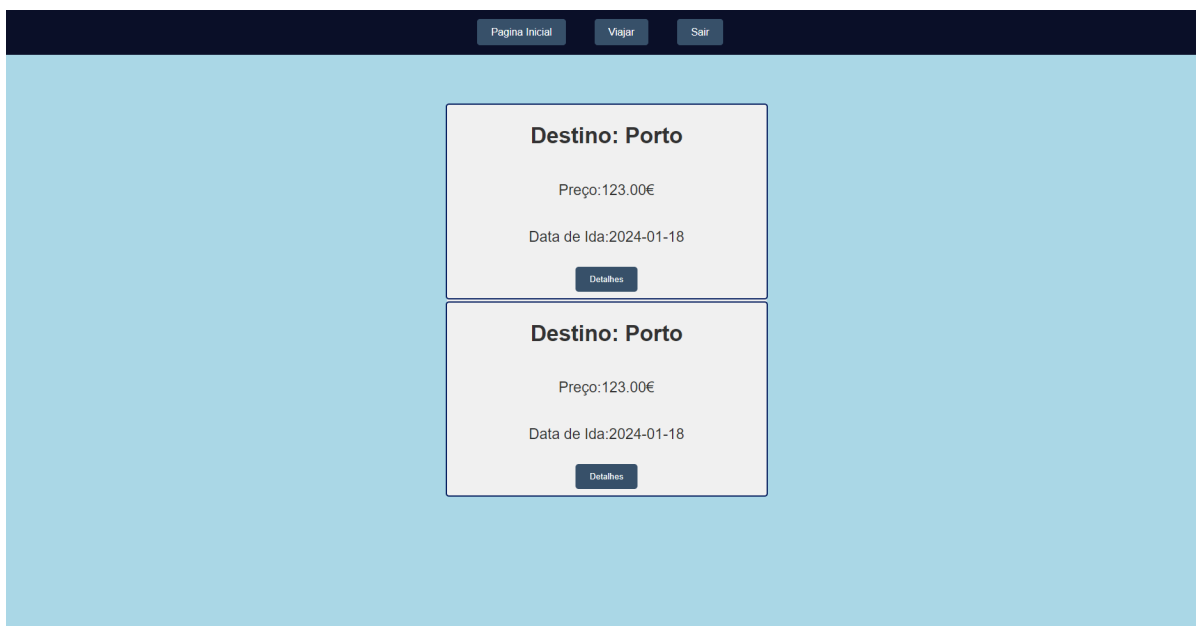 Pagina Inicial Viajar Sair
Destino: Porto
Preço:123.00€
Data de Ida:2024-01-18
Detalhes
Destino: Porto
Preço:123.00€
Data de Ida:2024-01-18
Detalhes